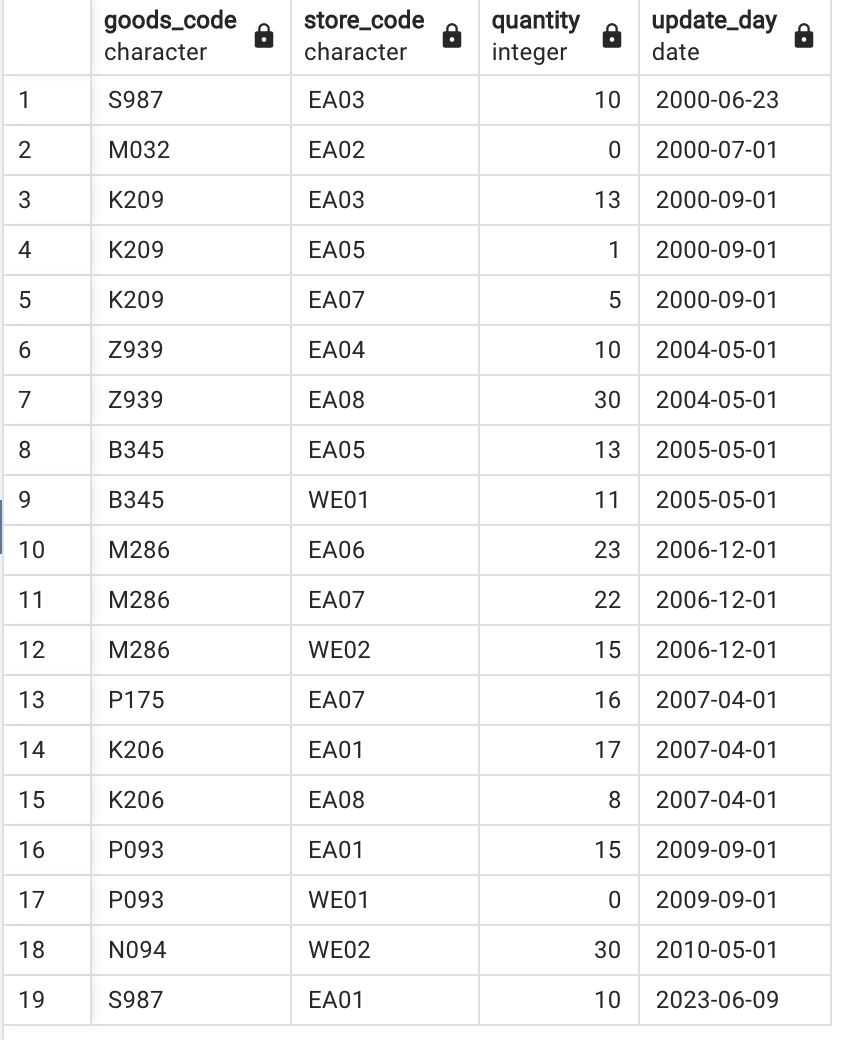 goods_code store_code quantity update_day
character character integer date
1 S987 EA03 10 2000-06-23
2 M032 EA02 0 2000-07-01
3 K209 EA03 13 2000-09-01
4 K209 EA05 1 2000-09-01
5 K209 EA07 5 2000-09-01
6 Z939 EA04 10 2004-05-01
7 Z939 EA08 30 2004-05-01
8 B345 EA05 13 2005-05-01
9 B345 WE01 11 2005-05-01
10 M286 EA06 23 2006-12-01
11 M286 EA07 22 2006-12-01
12 M286 WE02 15 2006-12-01
13 P175 EA07 16 2007-04-01
14 K206 EA01 17 2007-04-01
15 K206 EA08 8 2007-04-01
16 P093 EA01 15 2009-09-01
17 P093 WE01 0 2009-09-01
18 N094 WE02 30 2010-05-01
19 S987 EA01 10 2023-06-09